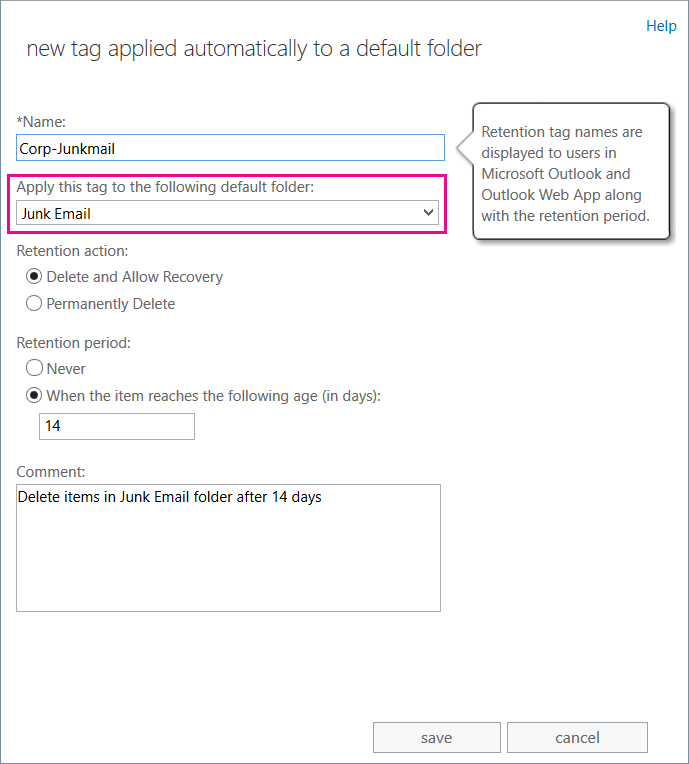 Help
new tag applied automatically to a default folder
*Name:
Corp-Junkmail
Retention tag names are
displayed to users in
Microsoft Outlook and
Outlook Web App along
with the retention period.
Apply this tag to the following default folder:
Junk Email
Retention action:
Delete and Allow Recovery
Permanently Delete
Retention period:
Never
When the item reaches the following age (in days):
14
Comment:
Delete items in Junk Email folder after 14 days
save
cancel